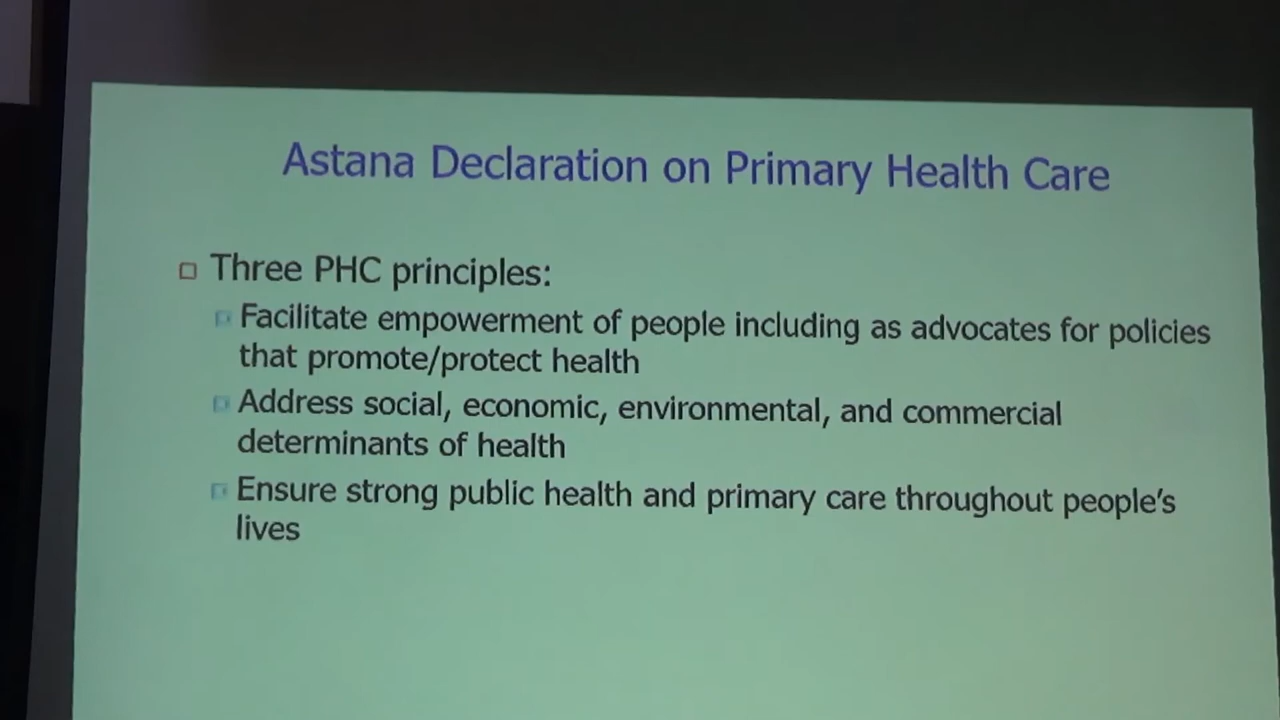 Astana Declaration on Primary Health Care
Three PHC principles:
Facilitate empowerment of people including as advocates for policies
that promote/protect health
Address social, economic, environmental, and commercial
determinants of health
Ensure strong public health and primary care throughout people's
lives